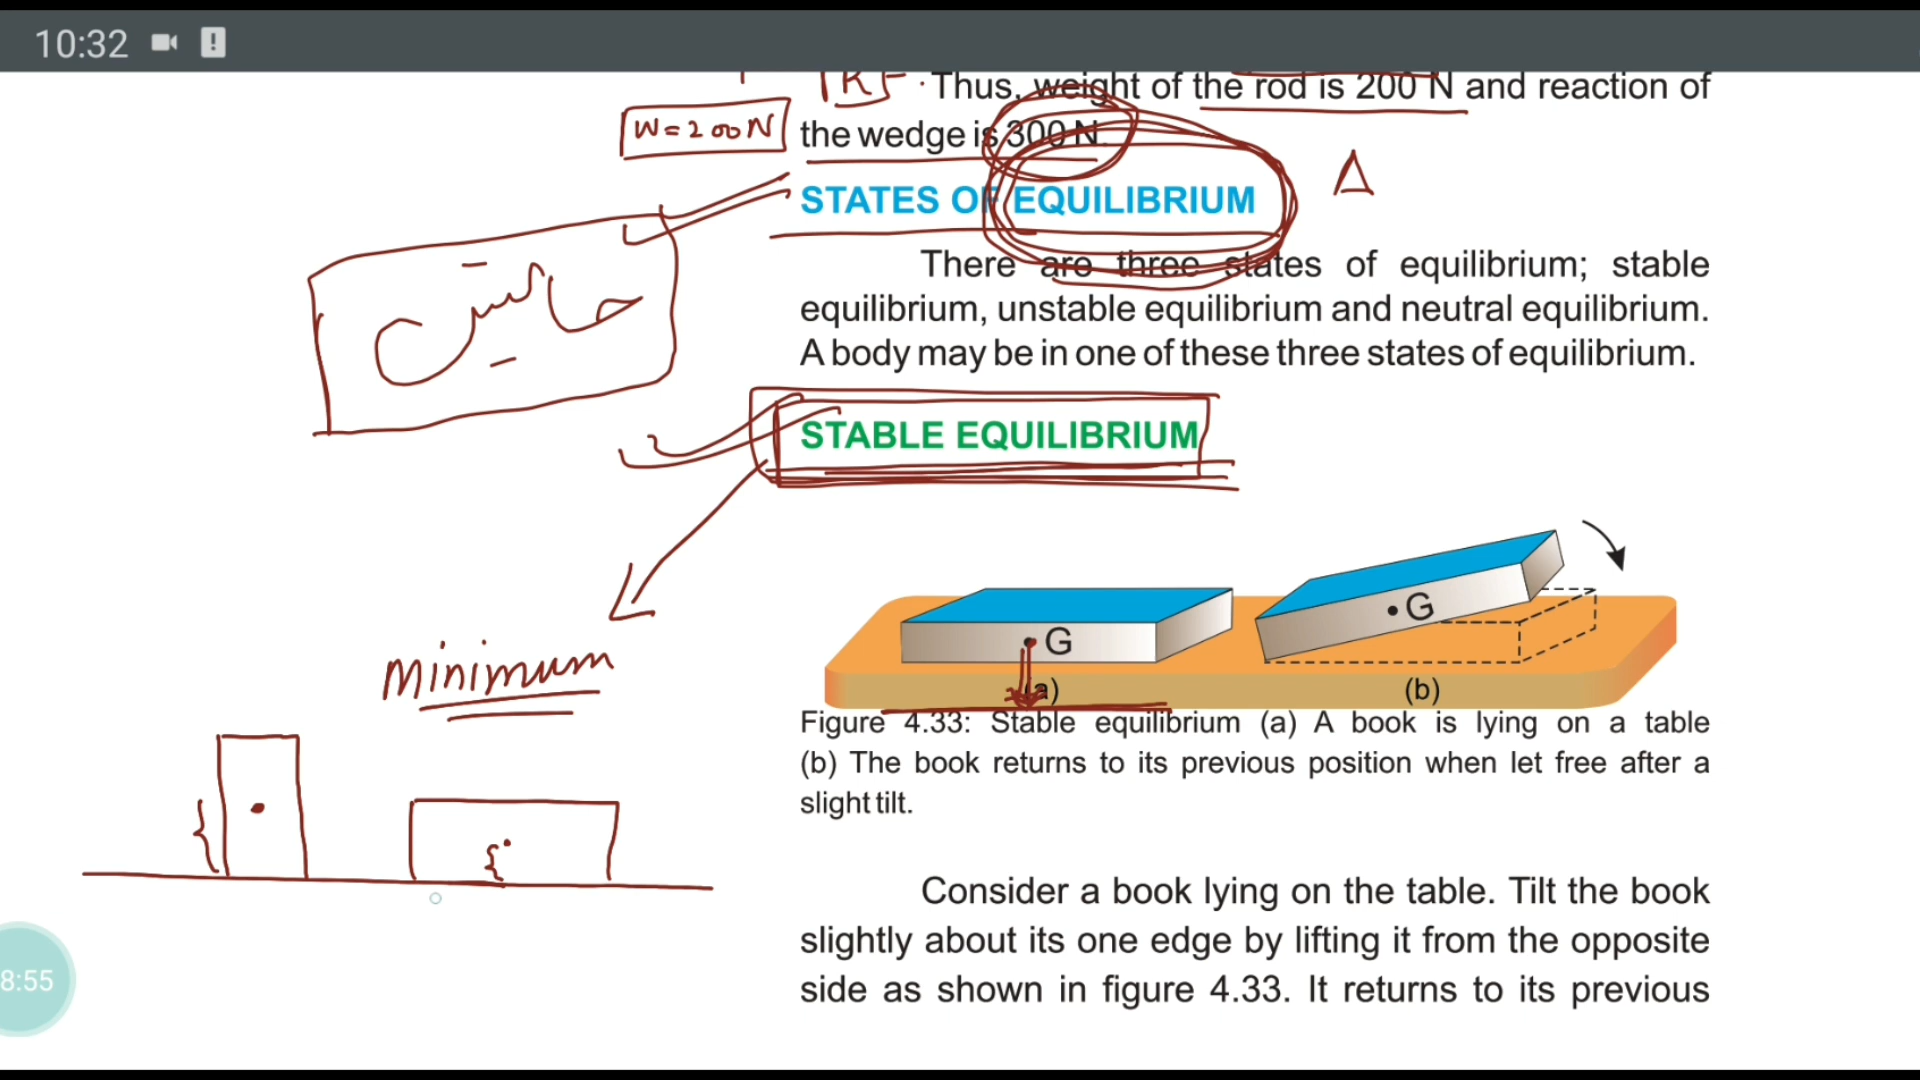 10:32
Thus, weight of the rod is 200 N and reaction of
W = 200 N
the wedge is 300 N.
STATES OF EQUILIBRIUM
There are three states of equilibrium; stable
equilibrium, unstable equilibrium and neutral equilibrium.
A body may be in one of these three states of equilibrium.
STABLE EQUILIBRIUM
G
G
Minimum
(a)
(b)
Figure 4.33: Stable equilibrium (a) A book is lying on a table
(b) The book returns to its previous position when let free after a
slight tilt.
Consider a book lying on the table. Tilt the book
slightly about its one edge by lifting it from the opposite
side as shown in figure 4.33. It returns to its previous
8:55